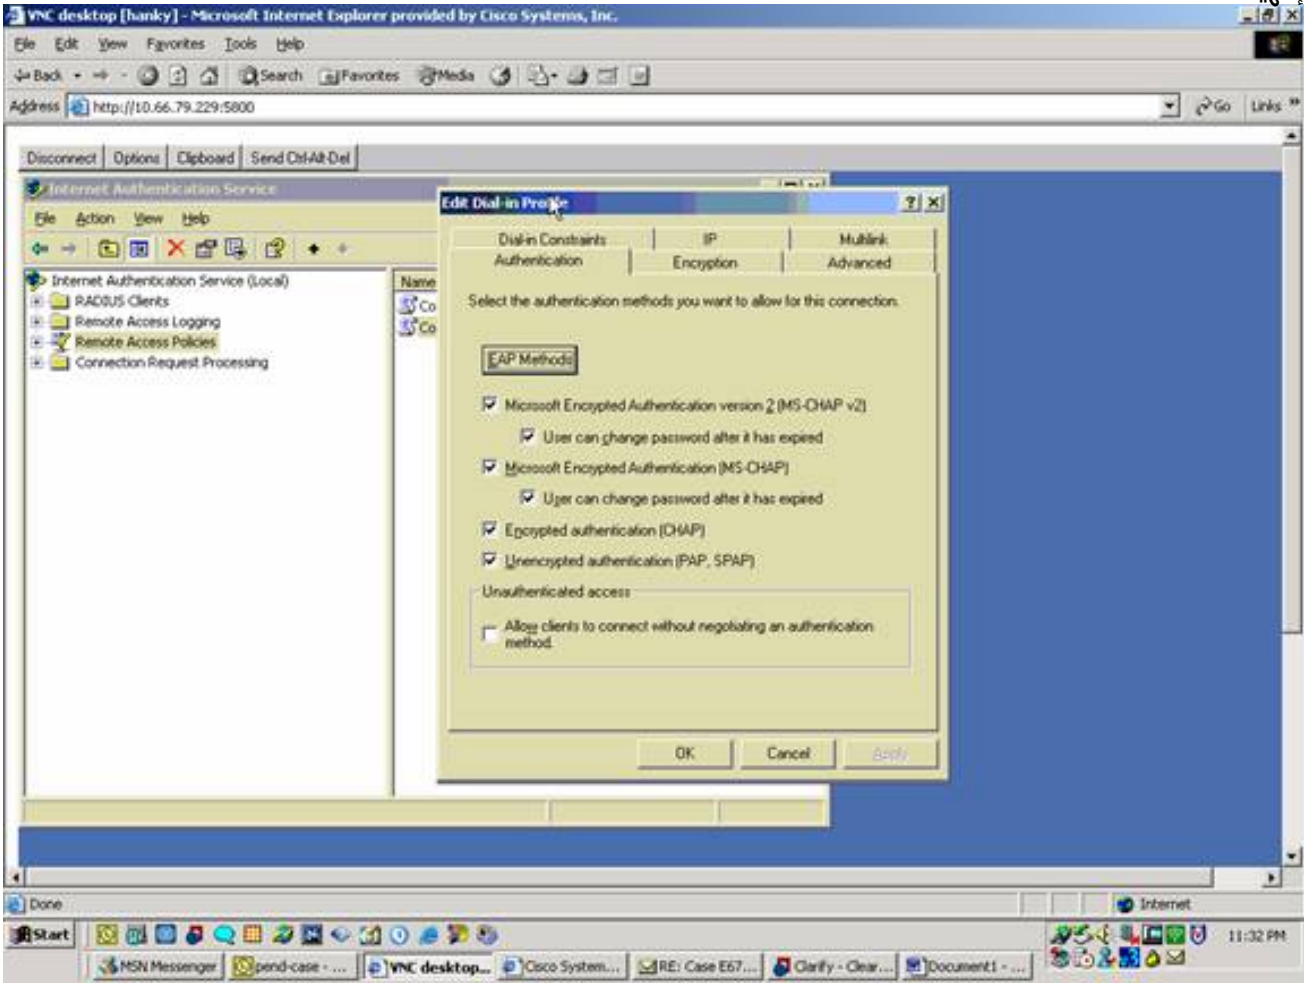 VNC desktop [hanky] - Microsoft Internet Explorer provided by Cisco Systems, Inc.
File Edit View Favorites Tools Help
Back Search Favorites Media
Address http://10.66.79.229:5800 Go Links »
Disconnect Options Clipboard Send Ctrl-Alt-Del
Internet Authentication Service
File Action View Help
Internet Authentication Service (Local)
RADIUS Clients
Remote Access Logging
Remote Access Policies
Connection Request Processing
Name
Co
Co
Edit Dial-in Profile
Dial-in Constraints IP Multilink
Authentication Encryption Advanced
Select the authentication methods you want to allow for this connection.
EAP Methods
Microsoft Encrypted Authentication version 2 (MS-CHAP v2)
User can change password after it has expired
Microsoft Encrypted Authentication (MS-CHAP)
User can change password after it has expired
Encrypted authentication (CHAP)
Unencrypted authentication (PAP, SPAP)
Unauthenticated access
Allow clients to connect without negotiating an authentication
method.
OK Cancel Apply
Done Internet
Start 11:32 PM
MSN Messenger pend-case - ... VNC desktop... Cisco System... RE: Case E67... Clarify - Clear... Document1 - ...